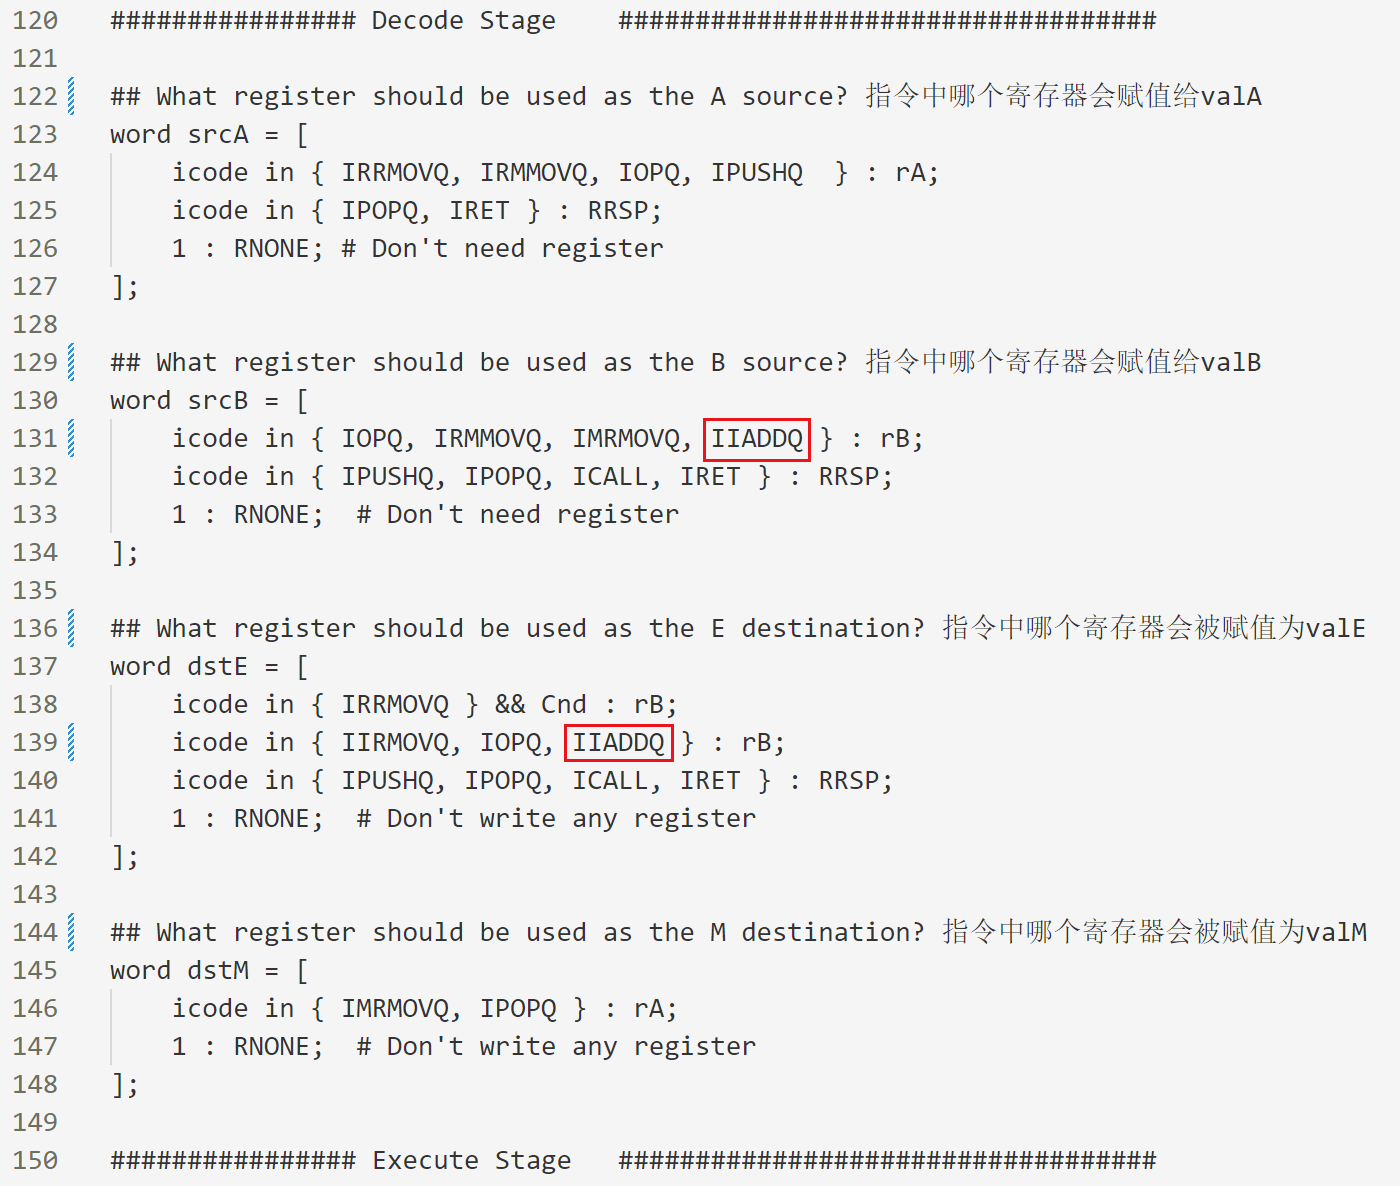 120 ################ Decode Stage    ###################################
121
122 ## What register should be used as the A source? 指令中哪个寄存器会赋值给valA
123 word srcA = [
124     icode in { IRRMOVQ, IRMMOVQ, IOPQ, IPUSHQ  } : rA;
125     icode in { IPOPQ, IRET } : RRSP;
126     1 : RNONE; # Don't need register
127 ];
128
129 ## What register should be used as the B source? 指令中哪个寄存器会赋值给valB
130 word srcB = [
131     icode in { IOPQ, IRMMOVQ, IMRMOVQ, IIADDQ } : rB;
132     icode in { IPUSHQ, IPOPQ, ICALL, IRET } : RRSP;
133     1 : RNONE;  # Don't need register
134 ];
135
136 ## What register should be used as the E destination? 指令中哪个寄存器会被赋值为valE
137 word dstE = [
138     icode in { IRRMOVQ } && Cnd : rB;
139     icode in { IIRMOVQ, IOPQ, IIADDQ } : rB;
140     icode in { IPUSHQ, IPOPQ, ICALL, IRET } : RRSP;
141     1 : RNONE;  # Don't write any register
142 ];
143
144 ## What register should be used as the M destination? 指令中哪个寄存器会被赋值为valM
145 word dstM = [
146     icode in { IMRMOVQ, IPOPQ } : rA;
147     1 : RNONE;  # Don't write any register
148 ];
149
150 ################ Execute Stage   ###################################